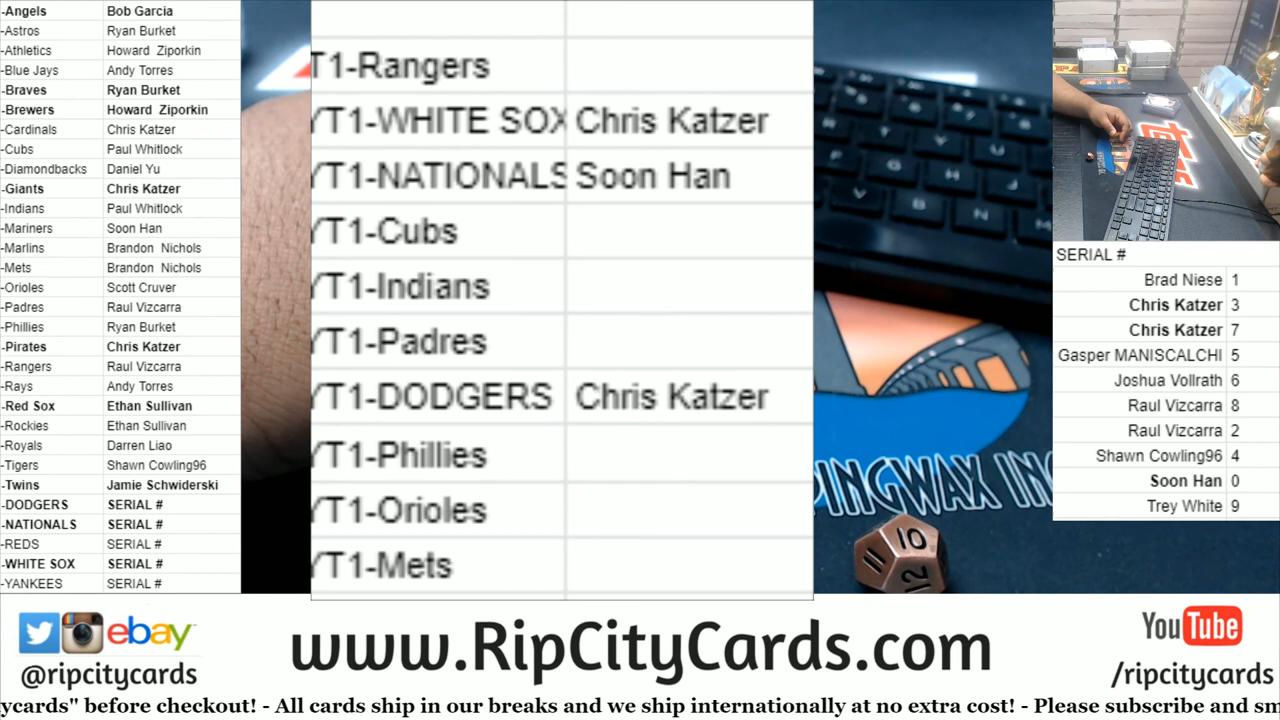 -Angels Bob Garcia
-Astros Ryan Burket
-Athletics Howard Ziporkin
-Blue Jays Andy Torres
-Braves Ryan Burket
-Brewers Howard Ziporkin
-Cardinals Chris Katzer
-Cubs Paul Whitlock
-Diamondbacks Daniel Yu
-Giants Chris Katzer
-Indians Paul Whitlock
-Mariners Soon Han
-Marlins Brandon Nichols
-Mets Brandon Nichols
-Orioles Scott Cruver
-Padres Raul Vizcarra
-Phillies Ryan Burket
-Pirates Chris Katzer
-Rangers Raul Vizcarra
-Rays Andy Torres
-Red Sox Ethan Sullivan
-Rockies Ethan Sullivan
-Royals Darren Liao
-Tigers Shawn Cowling96
-Twins Jamie Schwiderski
-DODGERS SERIAL #
-NATIONALS SERIAL #
-REDS SERIAL #
-WHITE SOX SERIAL #
-YANKEES SERIAL #
T1-Rangers
YT1-WHITE SOX Chris Katzer
YT1-NATIONALS Soon Han
YT1-Cubs
YT1-Indians
YT1-Padres
YT1-DODGERS Chris Katzer
YT1-Phillies
YT1-Orioles
YT1-Mets
PINGWAX IN
11 10
12
SERIAL #
Brad Niese 1
Chris Katzer 3
Chris Katzer 7
Gasper MANISCALCHI 5
Joshua Vollrath 6
Raul Vizcarra 8
Raul Vizcarra 2
Shawn Cowling96 4
Soon Han 0
Trey White 9
ebay
@ripcitycards
www.RipCityCards.com
YouTube
/ripcitycards
ycards" before checkout! - All cards ship in our breaks and we ship internationally at no extra cost! - Please subscribe and sm